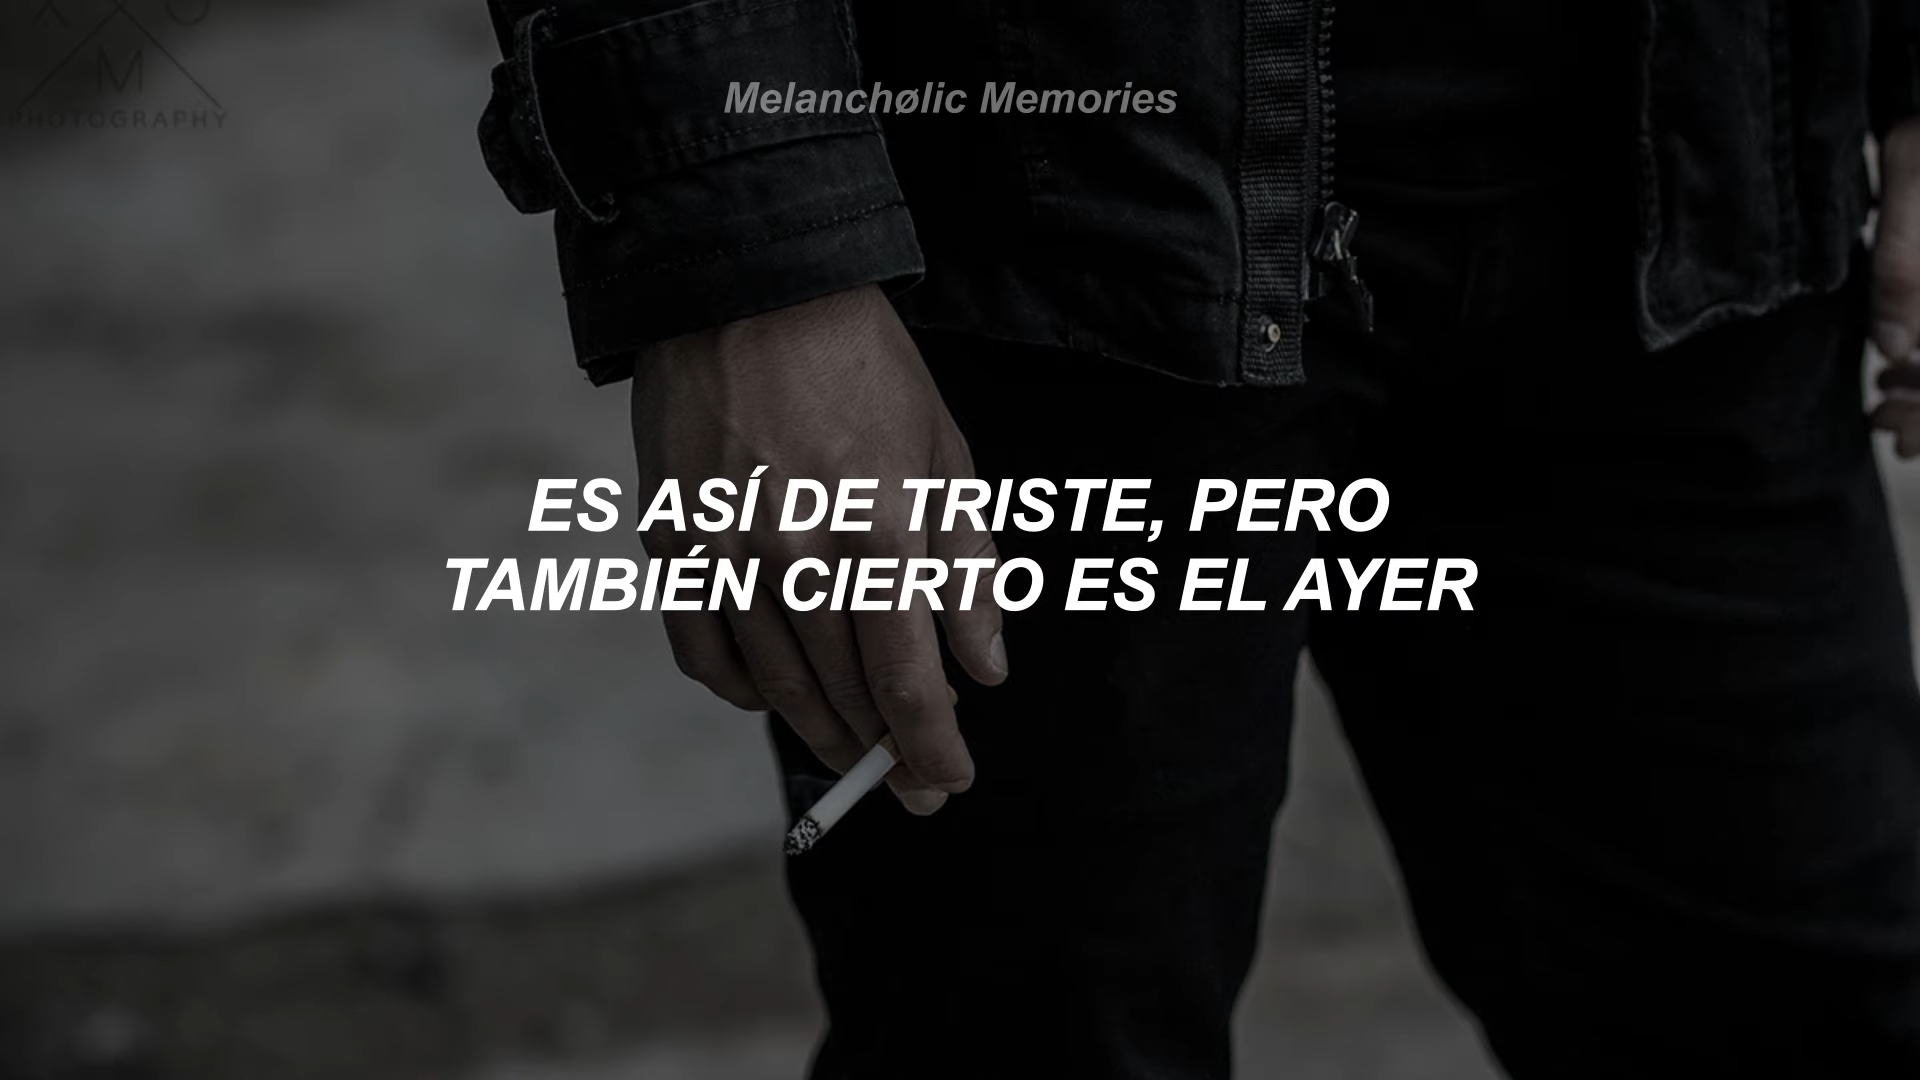 M
PHOTOGRAPHY
Melanchølic Memories
ES ASÍ DE TRISTE, PERO
TAMBIÉN CIERTO ES EL AYER